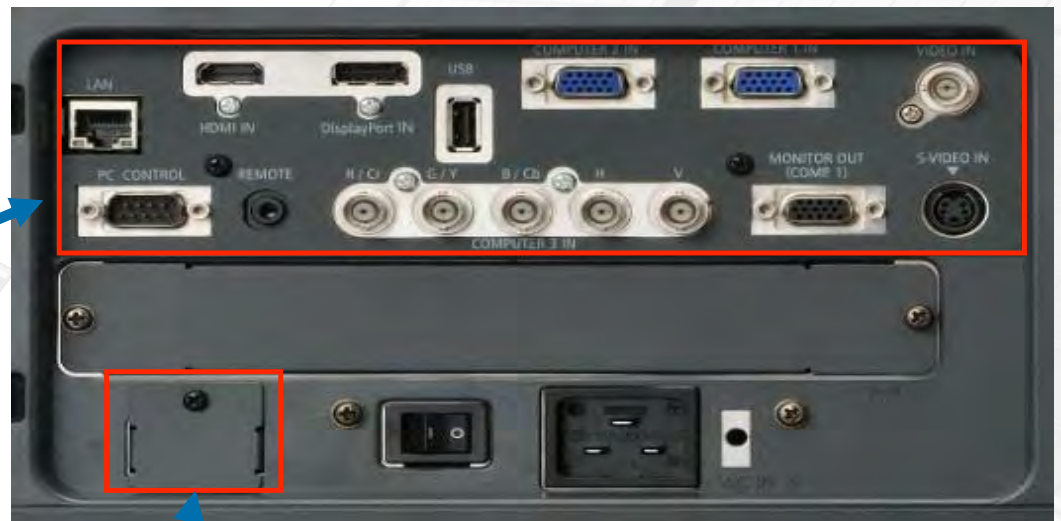 COMPUTER 2 IN
COMPUTER 1 IN
VIDEO IN
USB
LAN
HDMI IN
DisplayPort IN
PC CONTROL
REMOTE
R / Cr
G / Y
B / Cb
H
V
MONITOR OUT
(COMP 1)
S-VIDEO IN
COMPUTER 3 IN
I
O